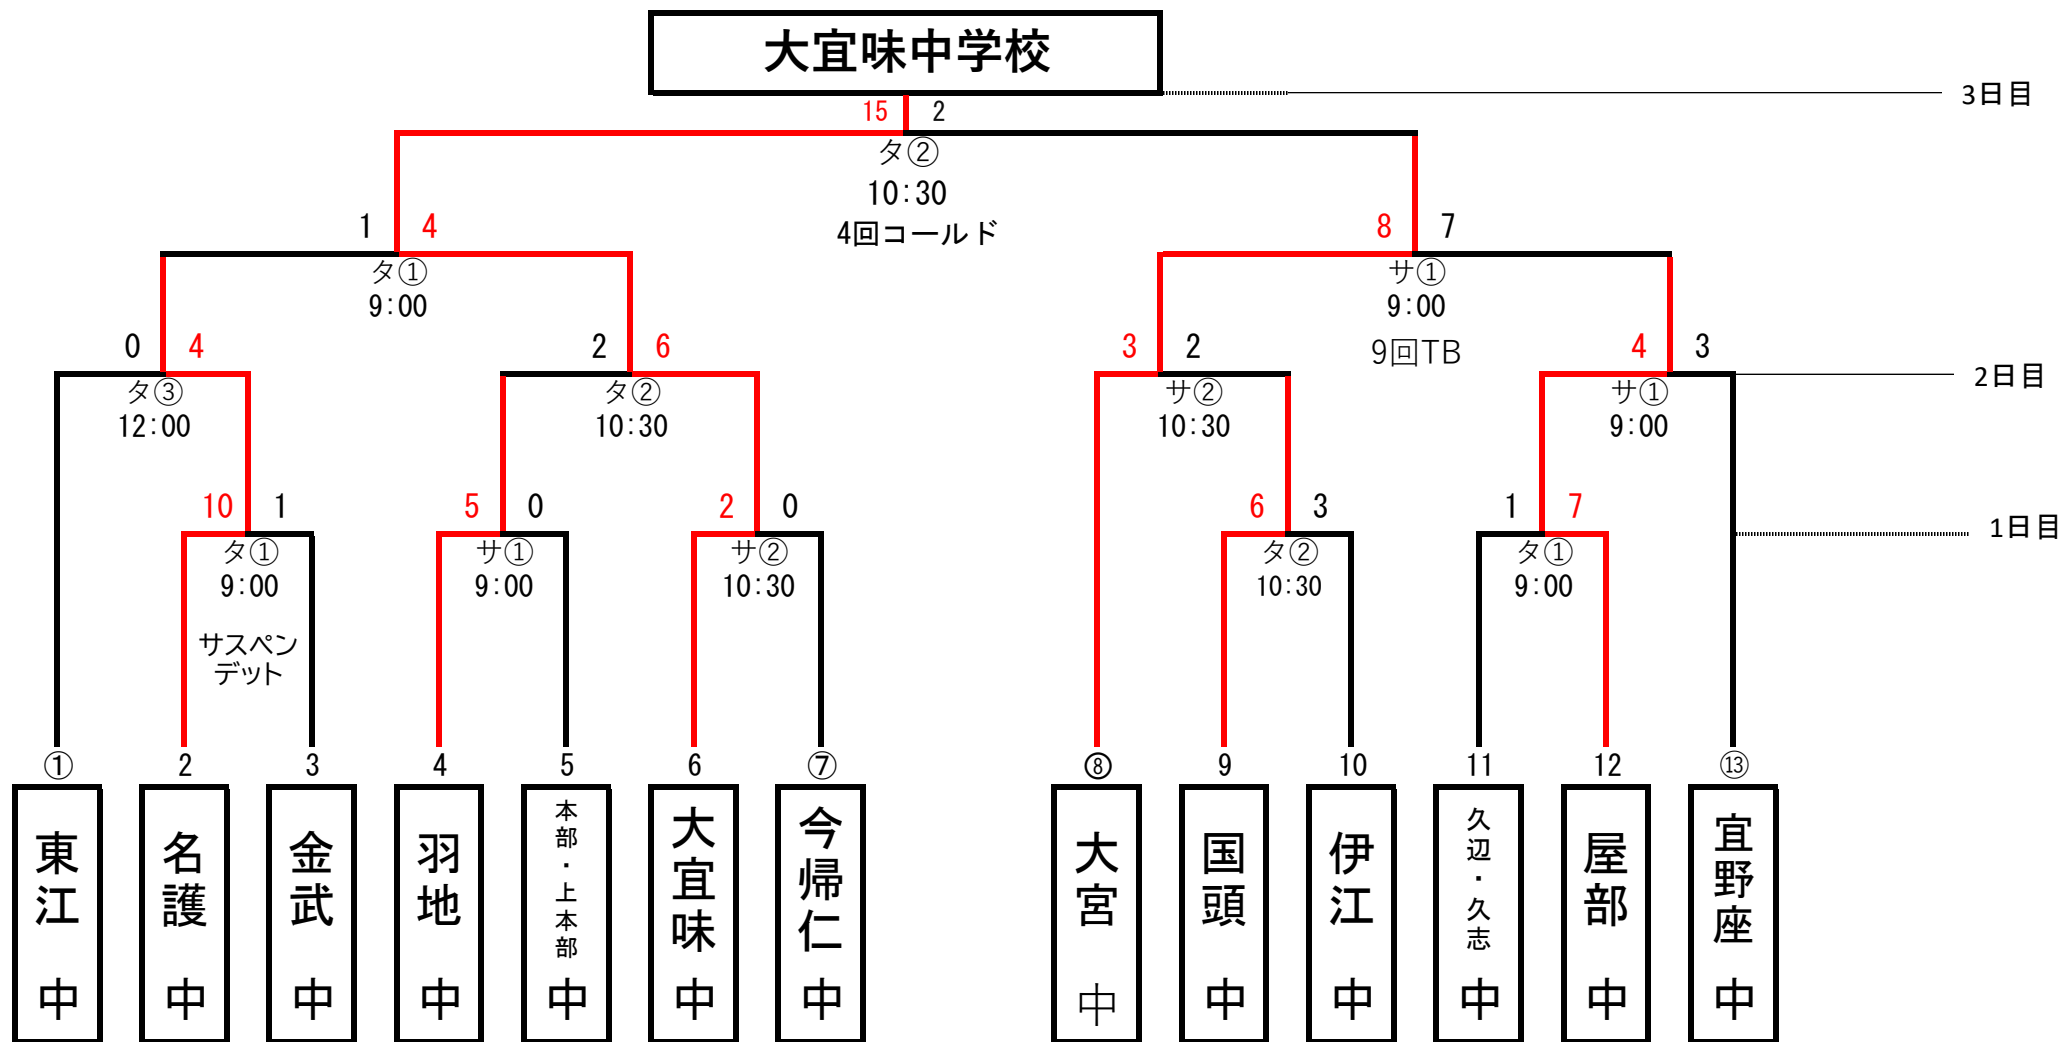 大宜味中学校
3日目
15 2
タ②
10:30
4回コールド
1 4
タ①
9:00
8 7
サ①
9:00
9回TB
0 4
タ③
12:00
2 6
タ②
10:30
3 2
サ②
10:30
4 3
サ①
9:00
2日目
10 1
タ①
9:00
サスペン
デット
5 0
サ①
9:00
2 0
サ②
10:30
6 3
タ②
10:30
1 7
タ①
9:00
1日目
① 2 3 4 5 6 ⑦ ⑧ 9 10 11 12 ⑬
東江 中
名護 中
金武 中
羽地 中
本部・上本部 中
大宜味 中
今帰仁 中
大宮 中
国頭 中
伊江 中
久辺・久志 中
屋部 中
宜野座 中